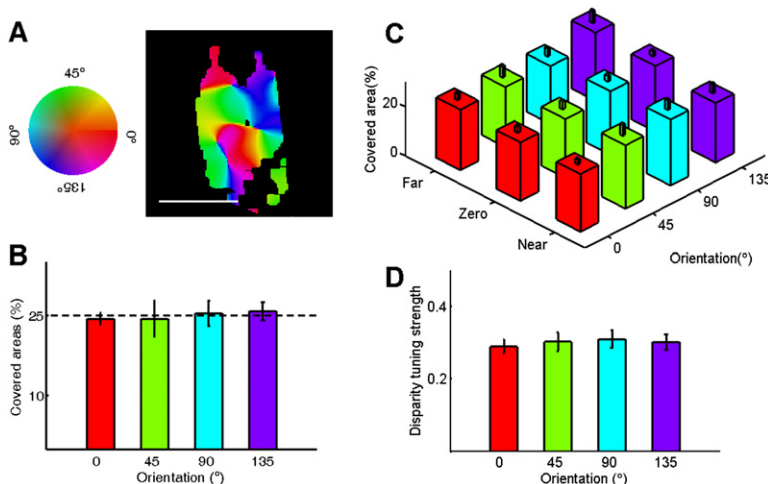 A
45°
90°
0°
135°
B
Covered areas (%)
25
10
0
45
90
135
Orientation (°)
C
Covered area(%)
20
0
Far
Zero
Near
0
45
90
135
Orientation(°)
D
Disparity tuning strength
0.4
0.2
0
45
90
135
Orientation (°)